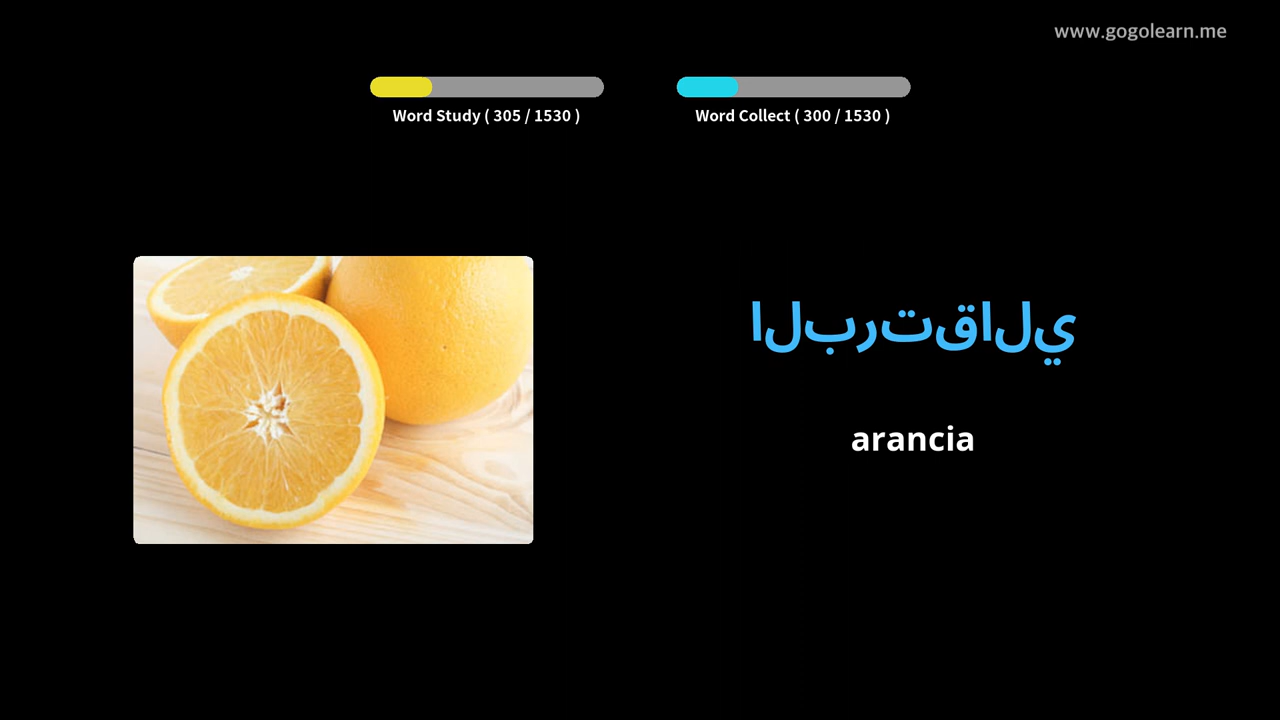 www.gogolearn.me
Word Study ( 305 / 1530 )
Word Collect ( 300 / 1530 )
البرتقالي
arancia